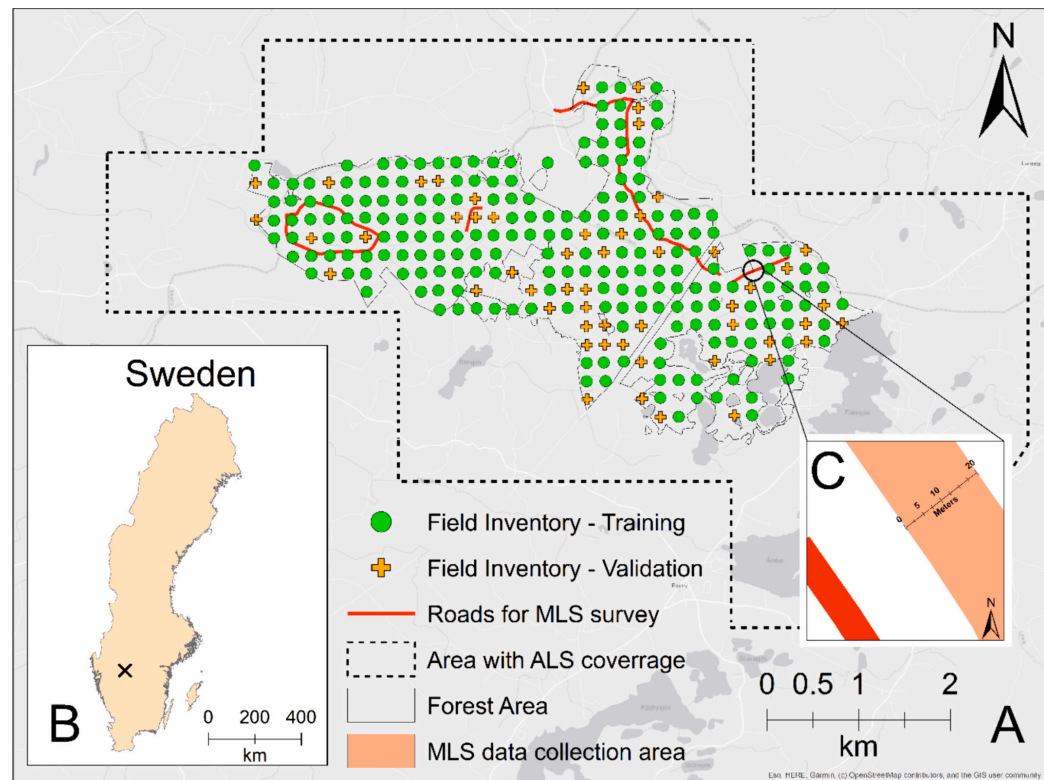 N
Sweden
B
0 200 400
km
Field Inventory - Training
Field Inventory - Validation
Roads for MLS survey
Area with ALS coverrage
Forest Area
MLS data collection area
C
0 5 10 20
Meters
N
0 0.5 1 2
km
A
Esri, HERE, Garmin, (c) OpenStreetMap contributors, and the GIS user community